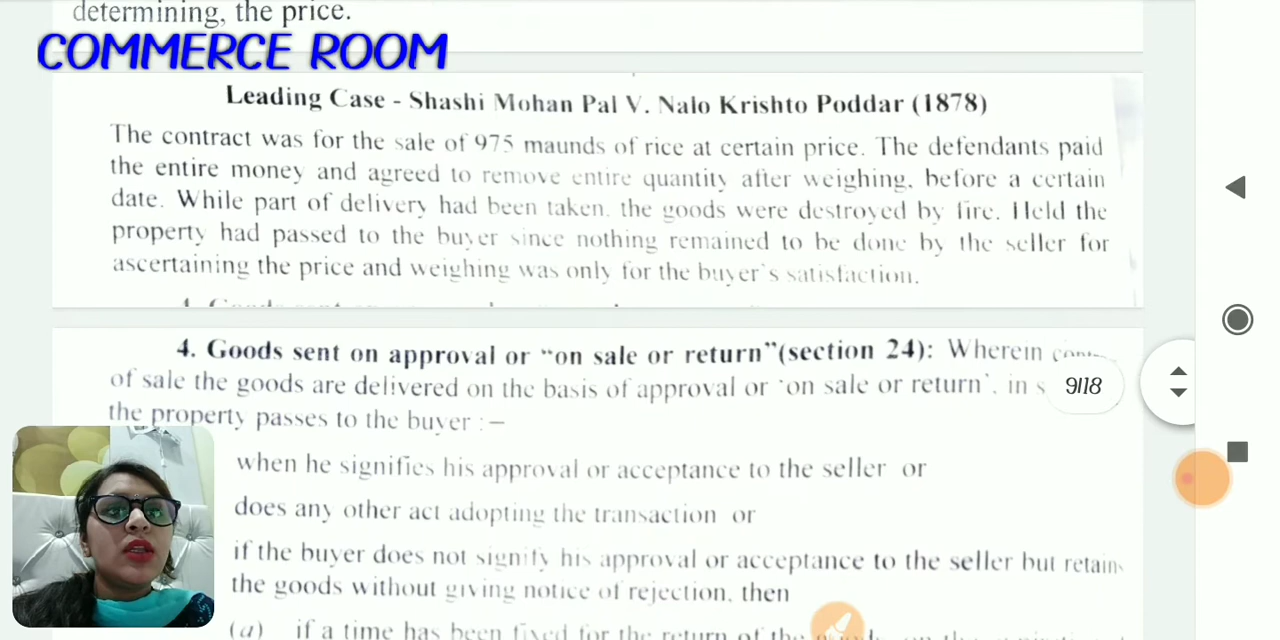 determining, the price.
COMMERCE ROOM
Leading Case - Shashi Mohan Pal V. Nalo Krishto Poddar (1878)
The contract was for the sale of 975 maunds of rice at certain price. The defendants paid
the entire money and agreed to remove entire quantity after weighing, before a certain
date. While part of delivery had been taken, the goods were destroyed by fire. Held the
property had passed to the buyer since nothing remained to be done by the seller for
ascertaining the price and weighing was only for the buyer's satisfaction.
4. Goods sent on approval or "on sale or return"(section 24): Wherein
of sale the goods are delivered on the basis of approval or 'on sale or return', in s
9/18
the property passes to the buyer :—
when he signifies his approval or acceptance to the seller or
does any other act adopting the transaction or
if the buyer does not signify his approval or acceptance to the seller but retains
the goods without giving notice of rejection, then
(a) if a time has been fixed for the return of the